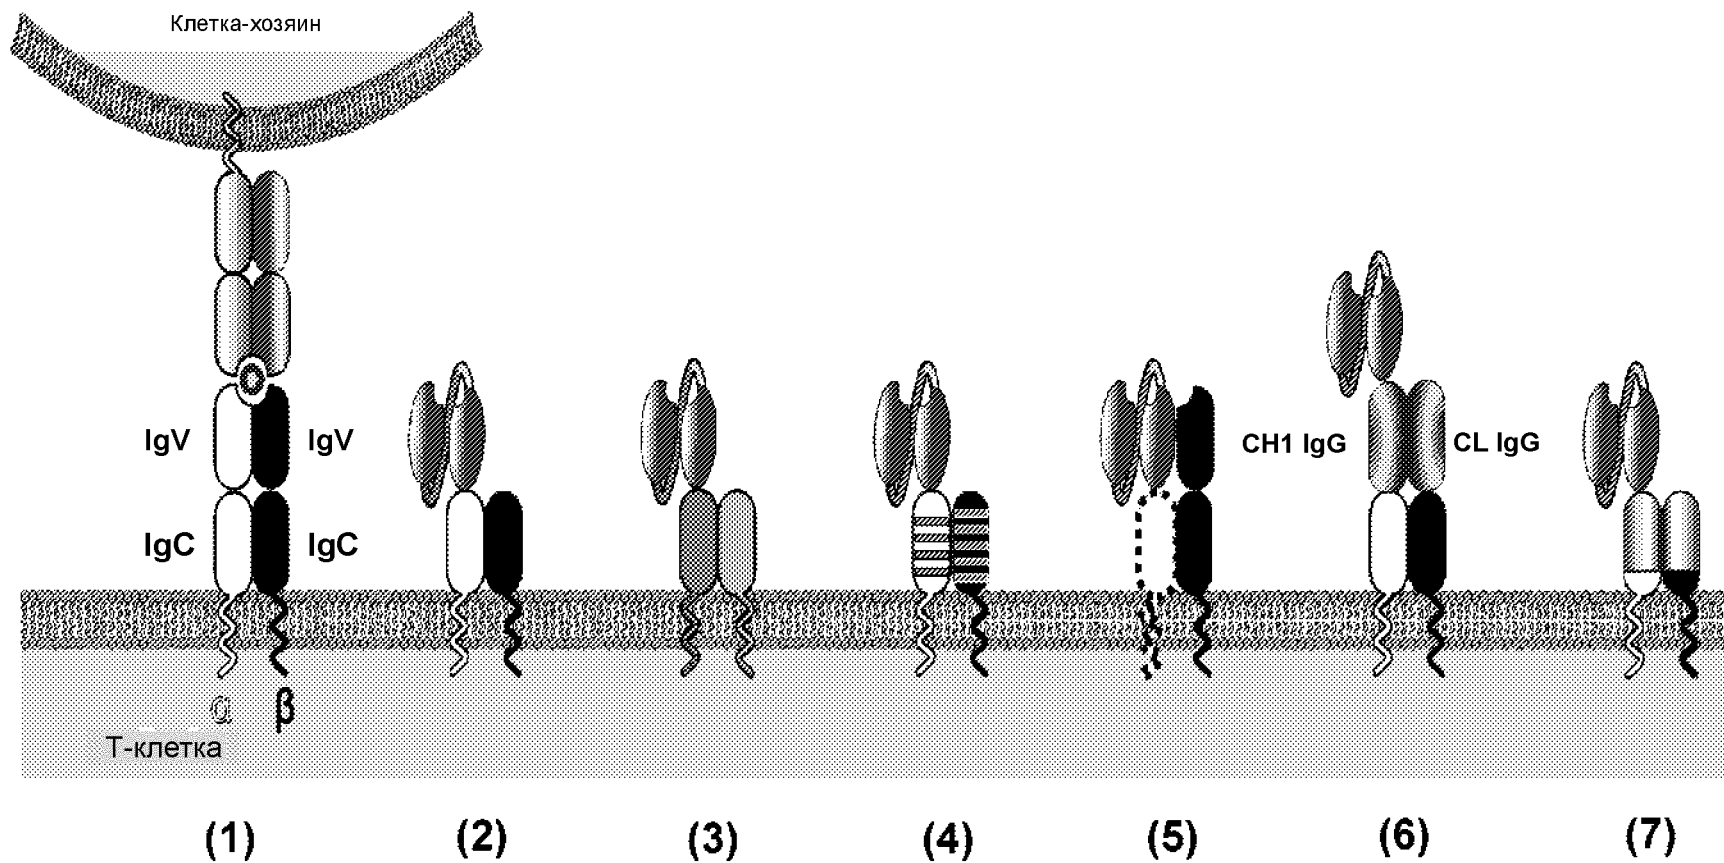 Клетка-хозяин
IgV IgV
CH1 IgG CL IgG
IgC IgC
α β
Т-клетка
(1) (2) (3) (4) (5) (6) (7)